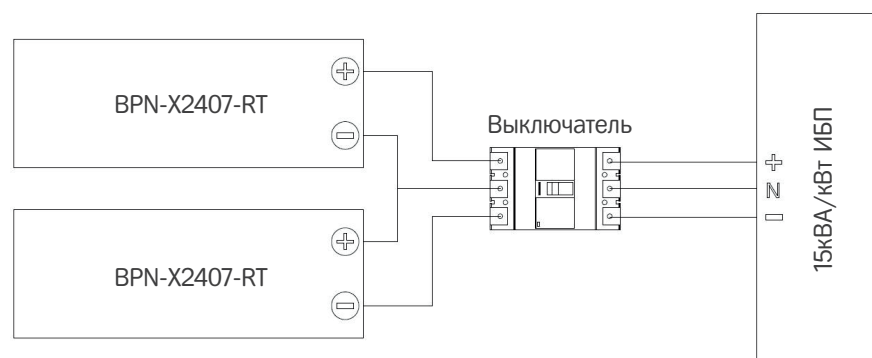 BPN-X2407-RT
+
−
Выключатель
BPN-X2407-RT
+
−
+
N
−
15кВА/кВт ИБП